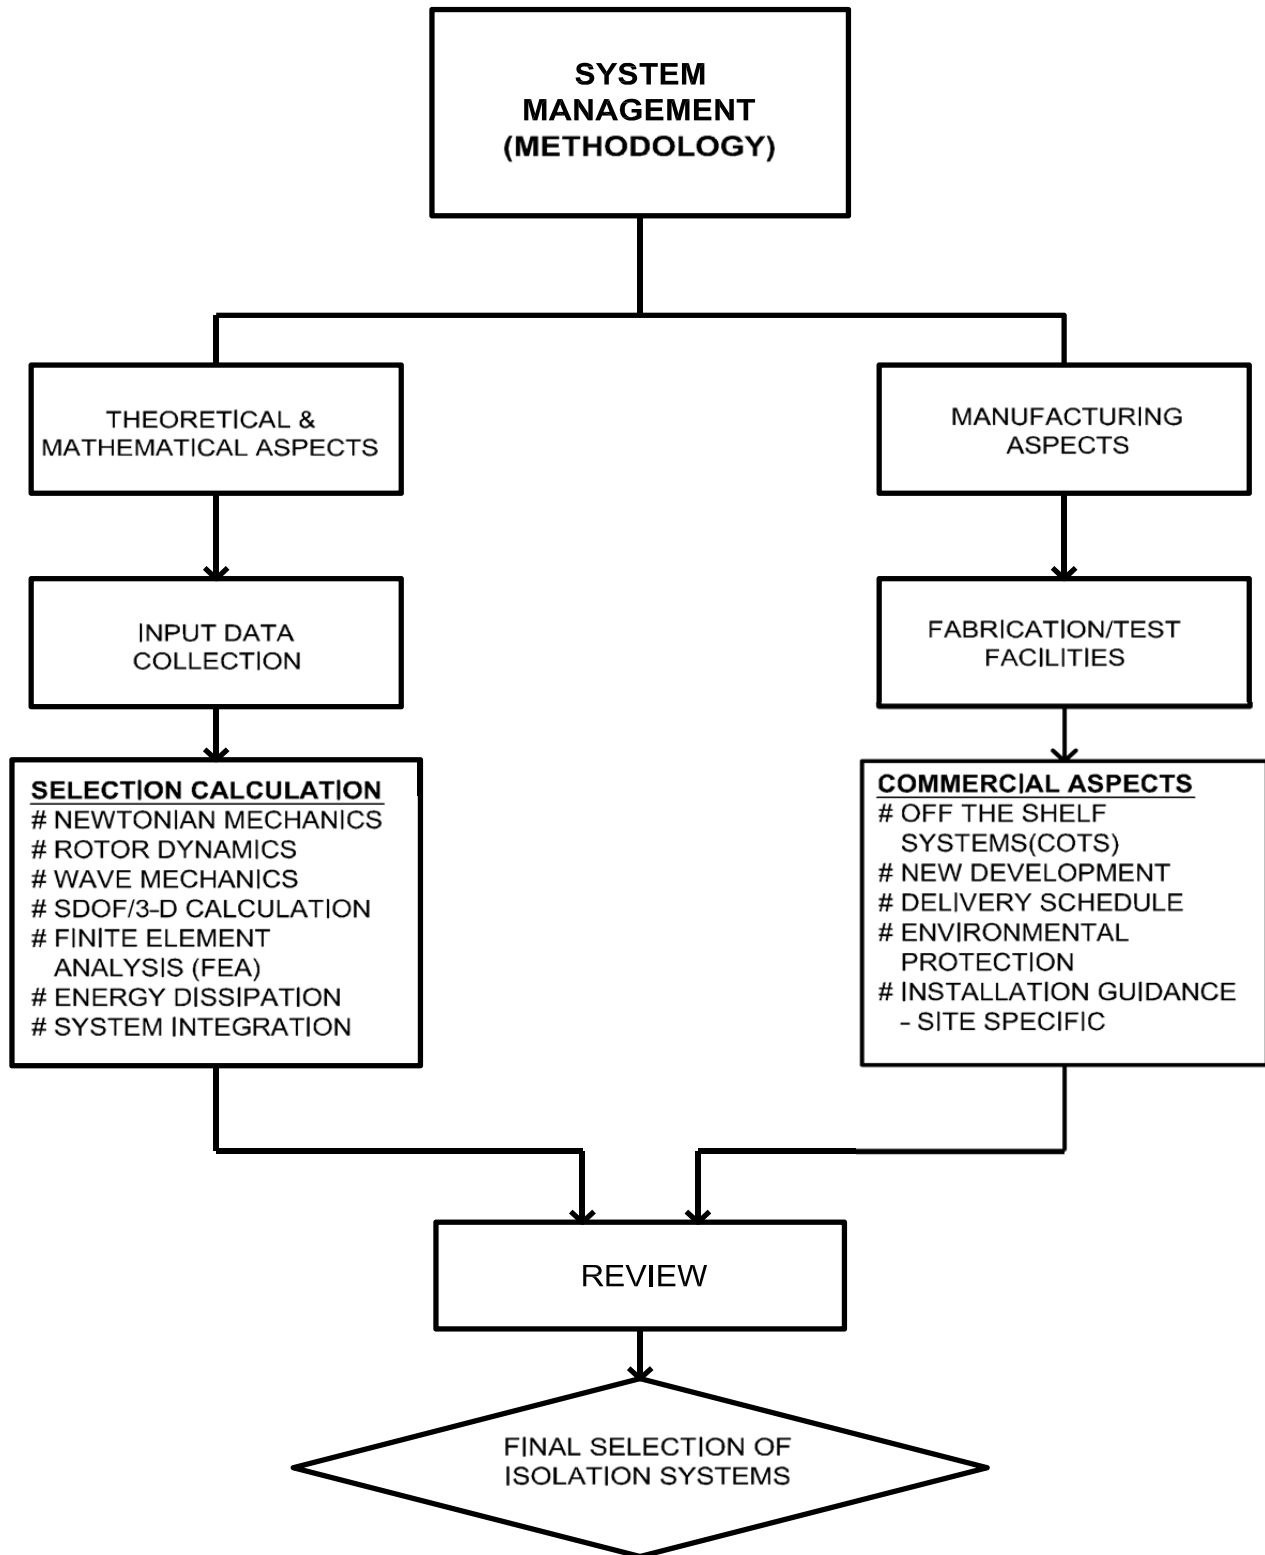 SYSTEM
MANAGEMENT
(METHODOLOGY)
THEORETICAL &
MATHEMATICAL ASPECTS
MANUFACTURING
ASPECTS
INPUT DATA
COLLECTION
FABRICATION/TEST
FACILITIES
SELECTION CALCULATION
# NEWTONIAN MECHANICS
# ROTOR DYNAMICS
# WAVE MECHANICS
# SDOF/3-D CALCULATION
# FINITE ELEMENT
ANALYSIS (FEA)
# ENERGY DISSIPATION
# SYSTEM INTEGRATION
COMMERCIAL ASPECTS
# OFF THE SHELF
SYSTEMS(COTS)
# NEW DEVELOPMENT
# DELIVERY SCHEDULE
# ENVIRONMENTAL
PROTECTION
# INSTALLATION GUIDANCE
- SITE SPECIFIC
REVIEW
FINAL SELECTION OF
ISOLATION SYSTEMS